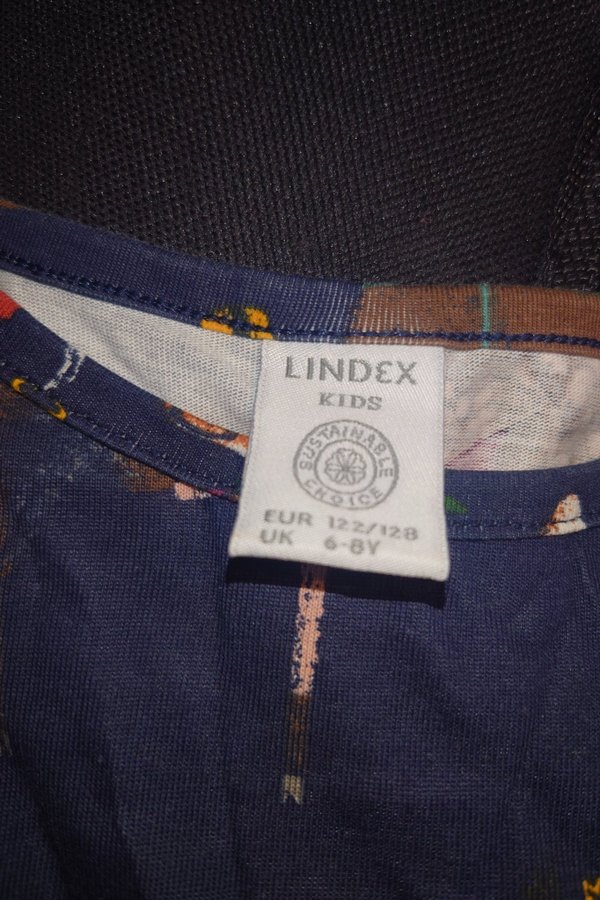 LINDEX
KIDS
SUSTAINABLE
CHOICE
EUR 122/128
UK 6-8Y